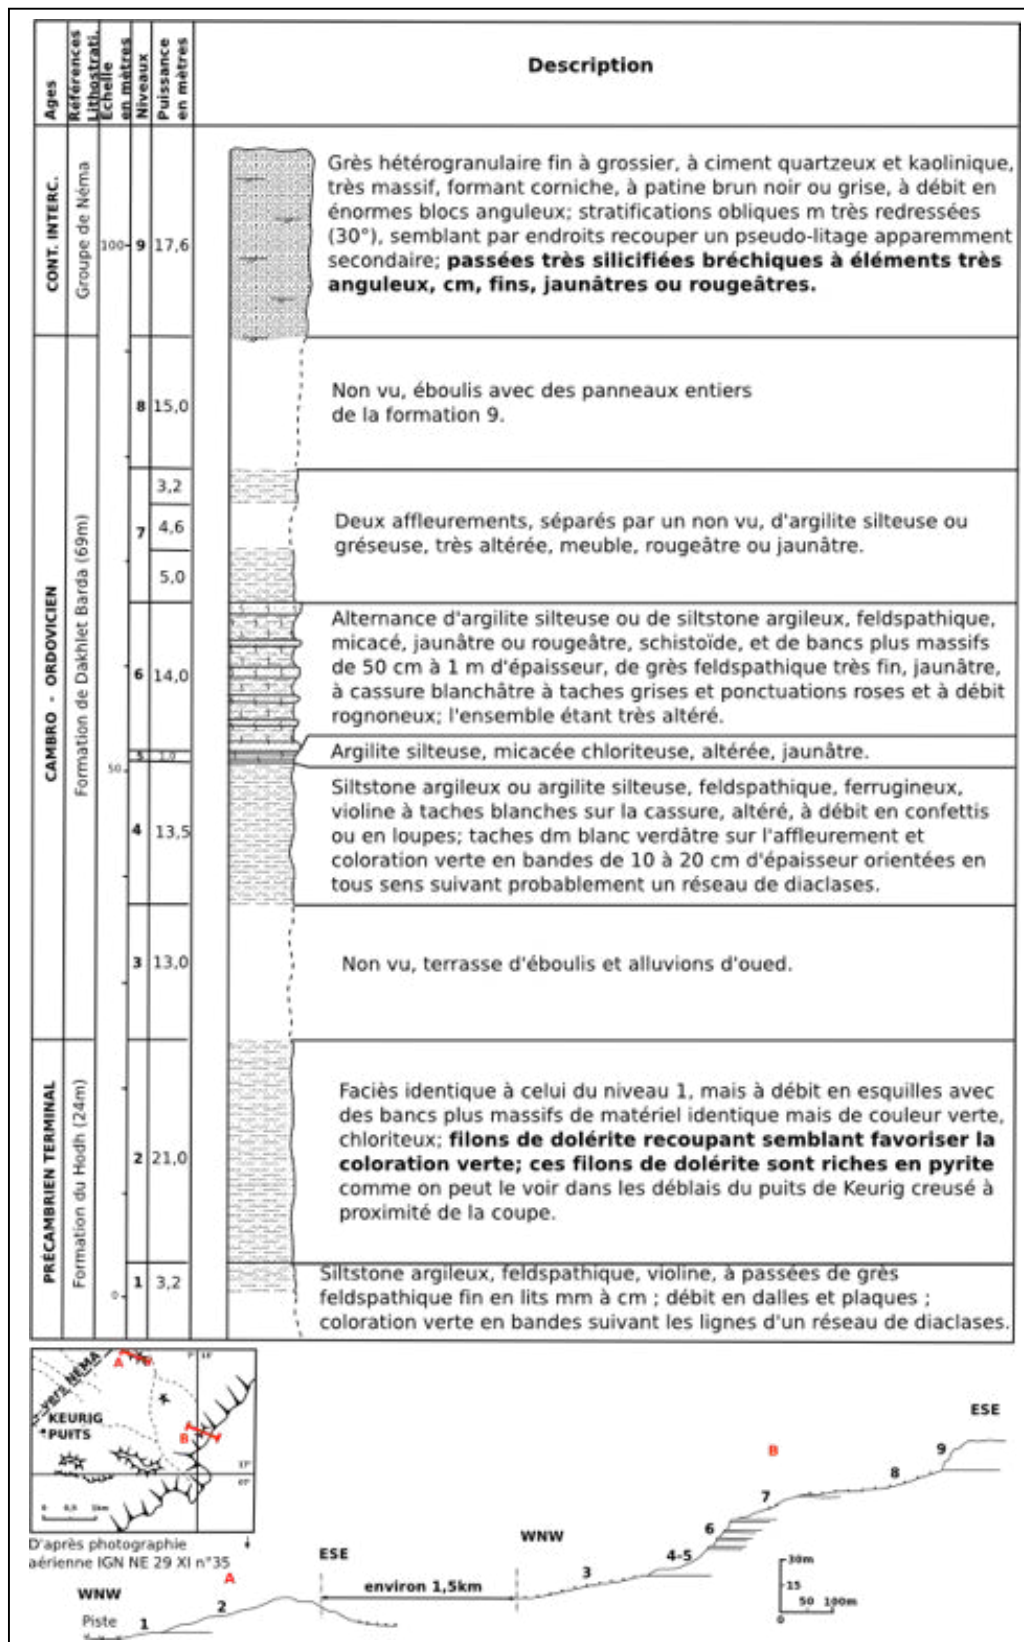 Ages
Références
Lithostrati.
Echelle
en mètres
Niveaux
Puissance
en mètres
Description
CONT. INTERC.
Groupe de Néma
100
9
17,6
Grès hétérogranulaire fin à grossier, à ciment quartzeux et kaolinique,
très massif, formant corniche, à patine brun noir ou grise, à débit en
énormes blocs anguleux; stratifications obliques m très redressées
(30°), semblant par endroits recouper un pseudo-litage apparemment
secondaire; passées très silicifiées bréchiques à éléments très
anguleux, cm, fins, jaunâtres ou rougeâtres.
CAMBRO - ORDOVICIEN
Formation de Dakhlet Barda (69m)
8
15,0
Non vu, éboulis avec des panneaux entiers
de la formation 9.
7
3,2
4,6
5,0
Deux affleurements, séparés par un non vu, d'argilite silteuse ou
gréseuse, très altérée, meuble, rougeâtre ou jaunâtre.
6
14,0
Alternance d'argilite silteuse ou de siltstone argileux, feldspathique,
micacé, jaunâtre ou rougeâtre, schistoïde, et de bancs plus massifs
de 50 cm à 1 m d'épaisseur, de grès feldspathique très fin, jaunâtre,
à cassure blanchâtre à taches grises et ponctuations roses et à débit
rognoneux; l'ensemble étant très altéré.
5
1,0
Argilite silteuse, micacée chloriteuse, altérée, jaunâtre.
50
4
13,5
Siltstone argileux ou argilite silteuse, feldspathique, ferrugineux,
violine à taches blanches sur la cassure, altéré, à débit en confettis
ou en loupes; taches dm blanc verdâtre sur l'affleurement et
coloration verte en bandes de 10 à 20 cm d'épaisseur orientées en
tous sens suivant probablement un réseau de diaclases.
3
13,0
Non vu, terrasse d'éboulis et alluvions d'oued.
PRÉCAMBRIEN TERMINAL
Formation du Hodh (24m)
2
21,0
Faciès identique à celui du niveau 1, mais à débit en esquilles avec
des bancs plus massifs de matériel identique mais de couleur verte,
chloriteux; filons de dolérite recoupant semblant favoriser la
coloration verte; ces filons de dolérite sont riches en pyrite
comme on peut le voir dans les déblais du puits de Keurig creusé à
proximité de la coupe.
1
3,2
0
Siltstone argileux, feldspathique, violine, à passées de grès
feldspathique fin en lits mm à cm ; débit en dalles et plaques ;
coloration verte en bandes suivant les lignes d'un réseau de diaclases.
vers NÉMA
A
KEURIG
PUITS
B
17°
07'
0 0,5 1km
D'après photographie
aérienne IGN NE 29 XI n°35
A
WNW
ESE
Piste
1
2
environ 1,5km
B
WNW
ESE
3
4-5
6
7
8
9
30m
15
0
50 100m